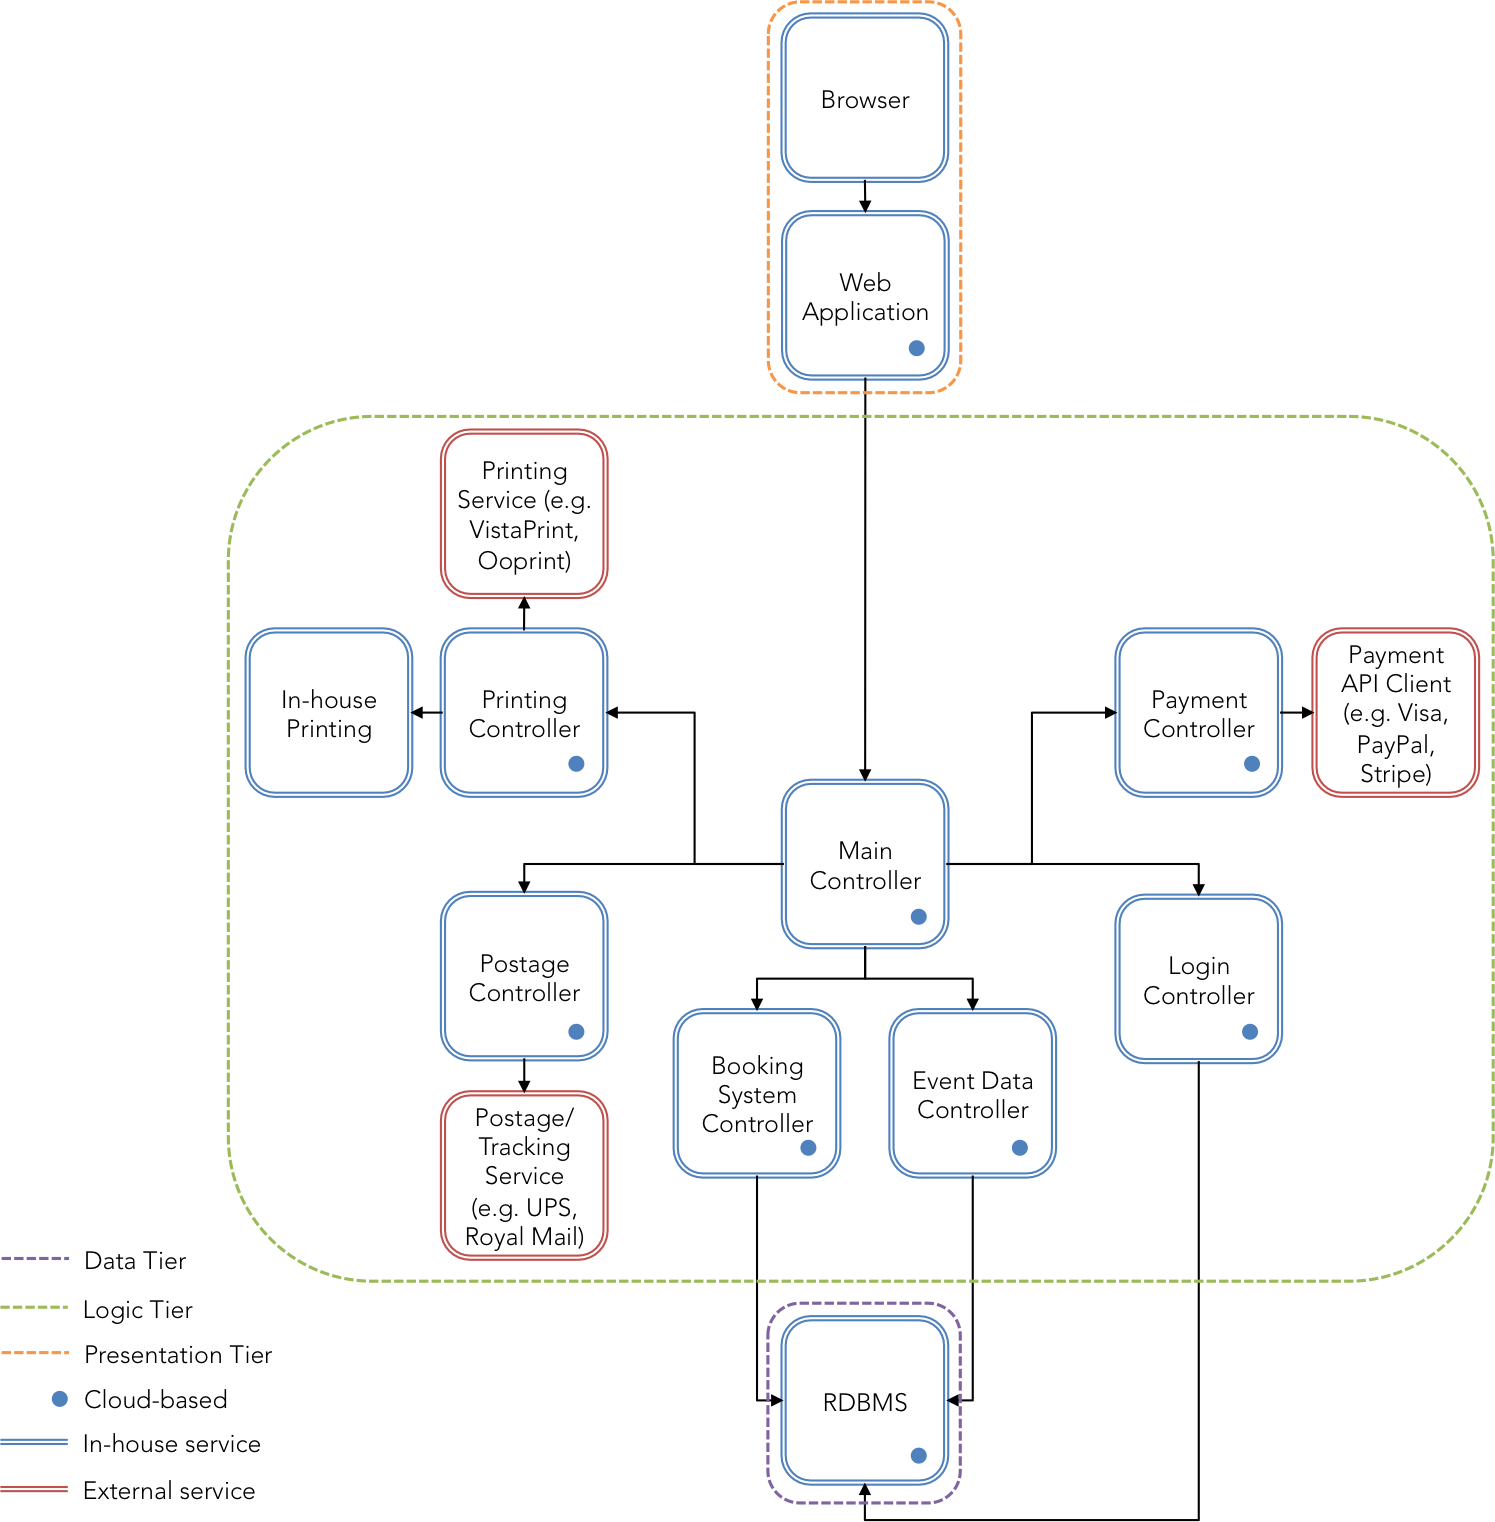 Browser
Web
Application
Printing
Service (e.g.
VistaPrint,
Ooprint)
In-house
Printing
Printing
Controller
Payment
Controller
Payment
API Client
(e.g. Visa,
PayPal,
Stripe)
Main
Controller
Postage
Controller
Login
Controller
Booking
System
Controller
Event Data
Controller
Postage/
Tracking
Service
(e.g. UPS,
Royal Mail)
RDBMS
Data Tier
Logic Tier
Presentation Tier
Cloud-based
In-house service
External service